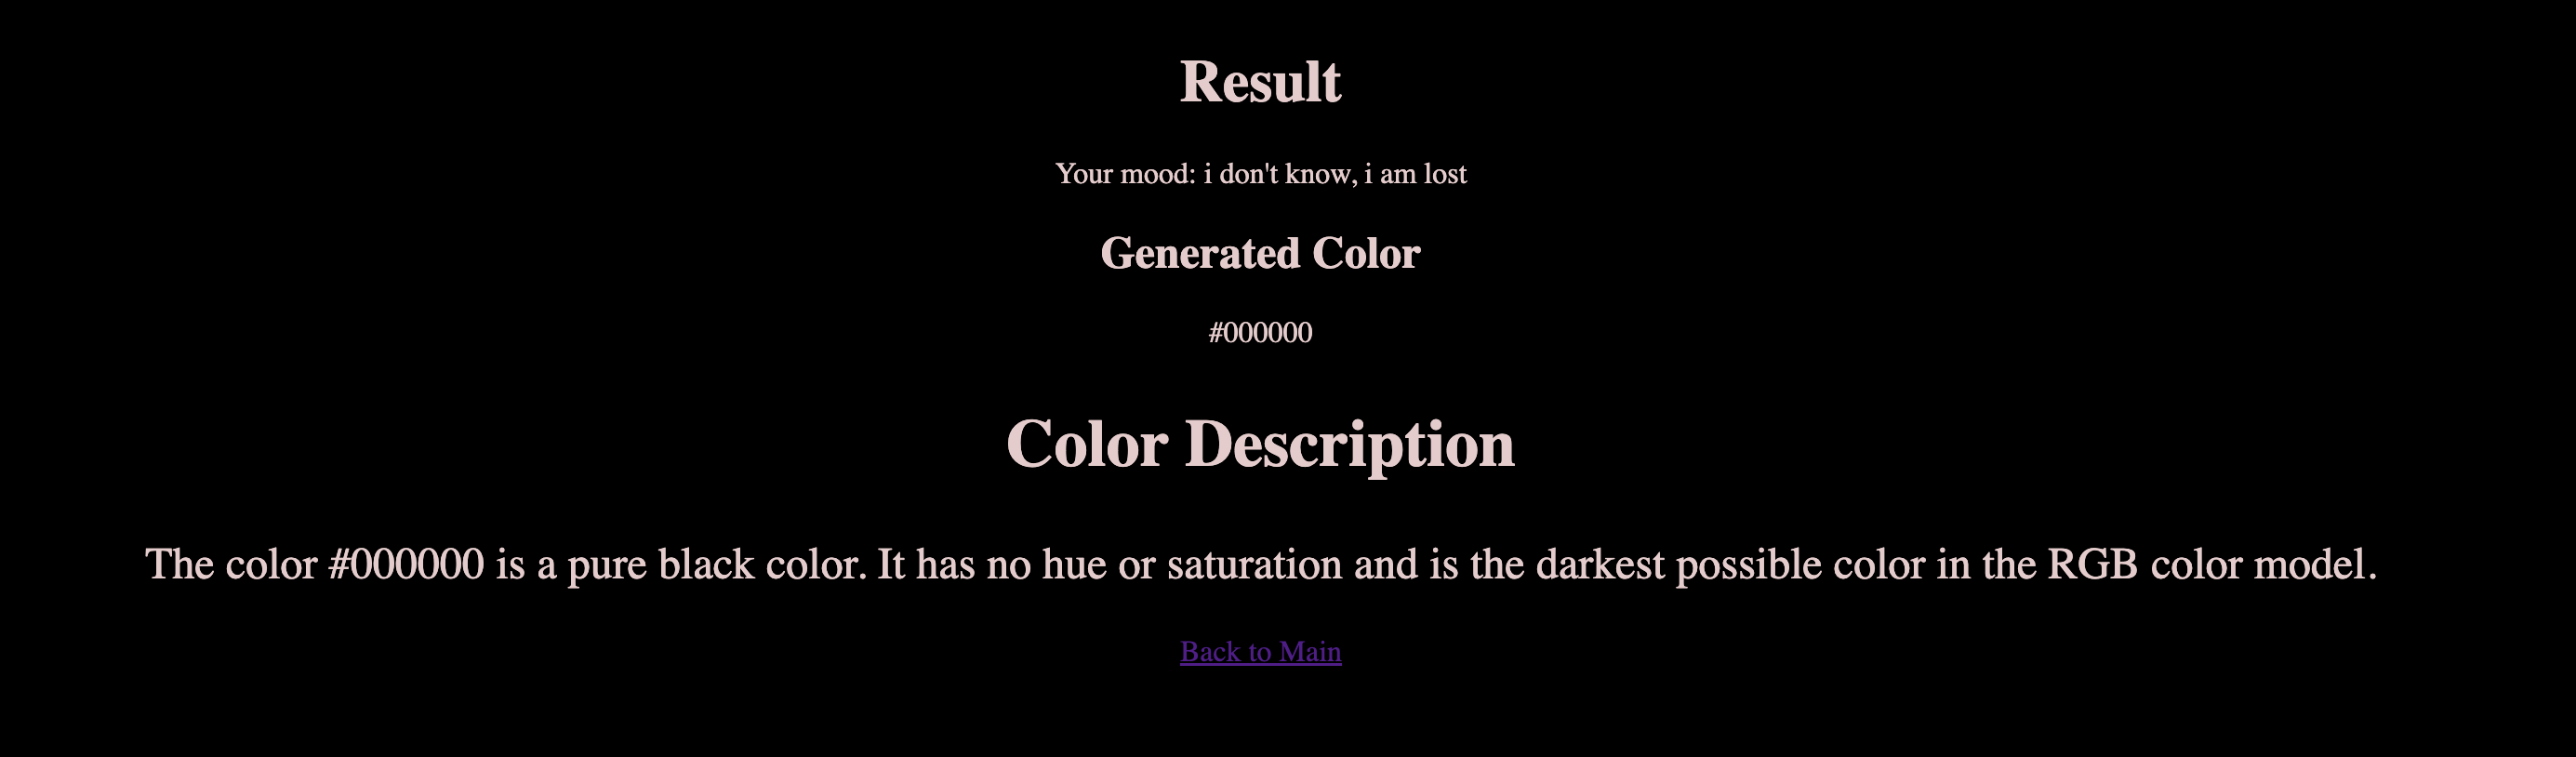 Result
Your mood: i don't know, i am lost
Generated Color
#000000
Color Description
The color #000000 is a pure black color. It has no hue or saturation and is the darkest possible color in the RGB color model.
Back to Main